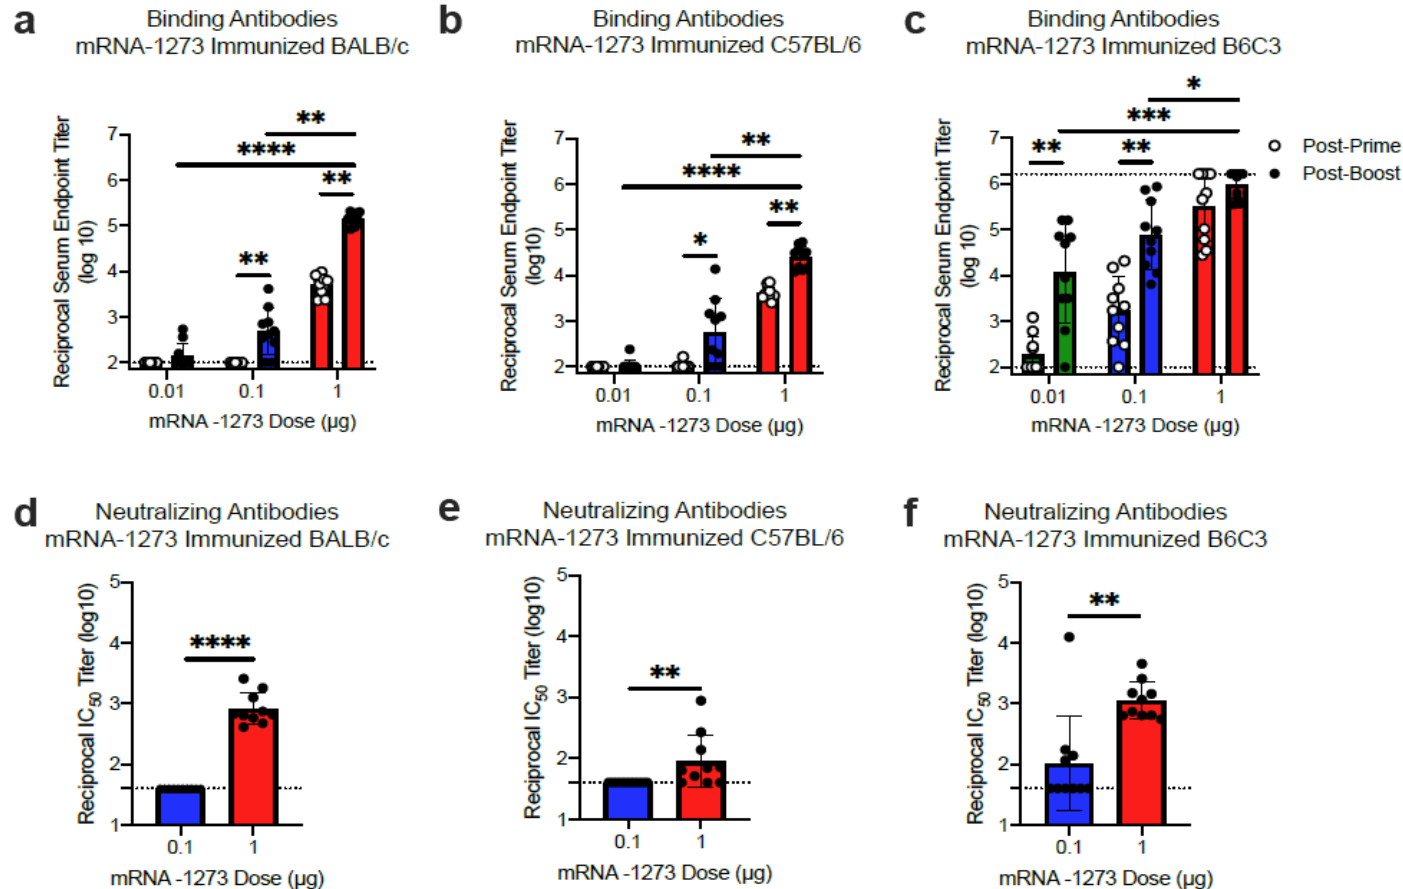 a
Binding Antibodies
mRNA-1273 Immunized BALB/c
Reciprocal Serum Endpoint Titer
(log 10)
7
6
5
4
3
2
**
****
**
**
0.01
0.1
1
mRNA -1273 Dose (µg)
b
Binding Antibodies
mRNA-1273 Immunized C57BL/6
Reciprocal Serum Endpoint Titer
(log10)
7
6
5
4
3
2
**
****
**
*
0.01
0.1
1
mRNA -1273 Dose (µg)
c
Binding Antibodies
mRNA-1273 Immunized B6C3
Reciprocal Serum Endpoint Titer
(log 10)
7
6
5
4
3
2
*
***
**
**
0.01
0.1
1
mRNA -1273 Dose (µg)
Post-Prime
Post-Boost
d
Neutralizing Antibodies
mRNA-1273 Immunized BALB/c
Reciprocal IC50 Titer (log10)
5
4
3
2
1
****
0.1
1
mRNA -1273 Dose (µg)
e
Neutralizing Antibodies
mRNA-1273 Immunized C57BL/6
Reciprocal IC50 Titer (log10)
5
4
3
2
1
**
0.1
1
mRNA -1273 Dose (µg)
f
Neutralizing Antibodies
mRNA-1273 Immunized B6C3
Reciprocal IC50 Titer (log10)
5
4
3
2
1
**
0.1
1
mRNA -1273 Dose (µg)